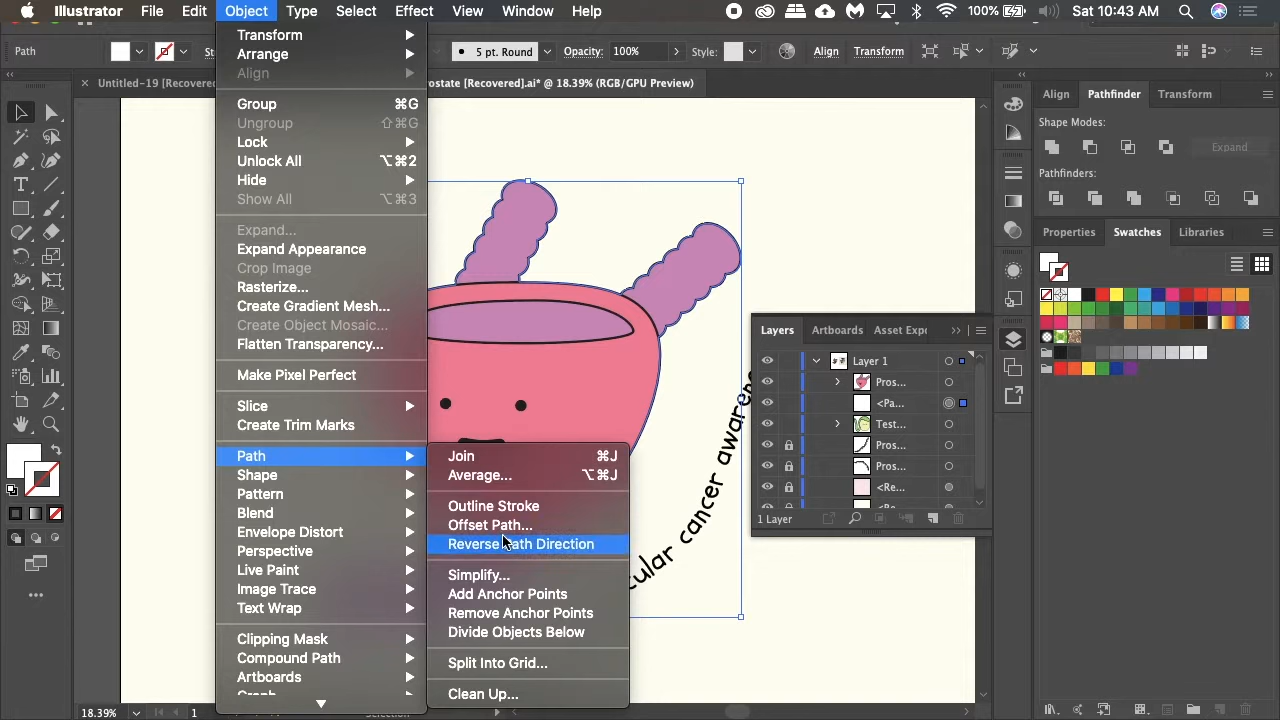 Illustrator File Edit Object Type Select Effect View Window Help 100% Sat 10:43 AM
Path 5 pt. Round Opacity: 100% Style: Align Transform
Untitled-19 [Recovered rostate [Recovered].ai* @ 18.39% (RGB/GPU Preview)
Transform
Arrange
Align
Group ⌘G
Ungroup ⇧⌘G
Lock
Unlock All ⌥⌘2
Hide
Show All ⌥⌘3
Expand...
Expand Appearance
Crop Image
Rasterize...
Create Gradient Mesh...
Create Object Mosaic...
Flatten Transparency...
Make Pixel Perfect
Slice
Create Trim Marks
Path
Shape
Pattern
Blend
Envelope Distort
Perspective
Live Paint
Image Trace
Text Wrap
Clipping Mask
Compound Path
Artboards
Graph
Join ⌘J
Average... ⌥⌘J
Outline Stroke
Offset Path...
Reverse Path Direction
Simplify...
Add Anchor Points
Remove Anchor Points
Divide Objects Below
Split Into Grid...
Clean Up...
cular cancer awarene
Align Pathfinder Transform
Shape Modes:
Expand
Pathfinders:
Properties Swatches Libraries
Layers Artboards Asset Expo
Layer 1
Pros...
<Pa...
Test...
Pros...
Pros...
<Re...
1 Layer
18.39% 1 Selection